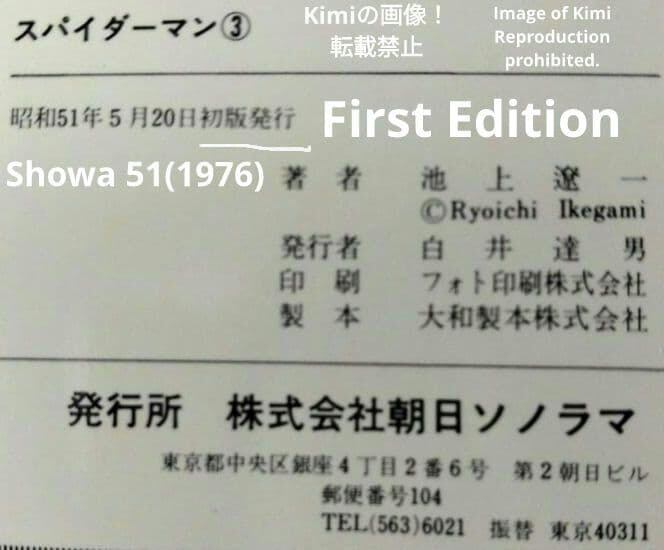 スパイダーマン③
Kimiの画像！
転載禁止
Image of Kimi
Reproduction
prohibited.
昭和51年5月20日初版発行
First Edition
Showa 51(1976)
著者 池上遼一
©Ryoichi Ikegami
発行者 白井達男
印刷 フォト印刷株式会社
製本 大和製本株式会社
発行所 株式会社朝日ソノラマ
東京都中央区銀座4丁目2番6号 第2朝日ビル
郵便番号104
TEL(563)6021 振替 東京40311